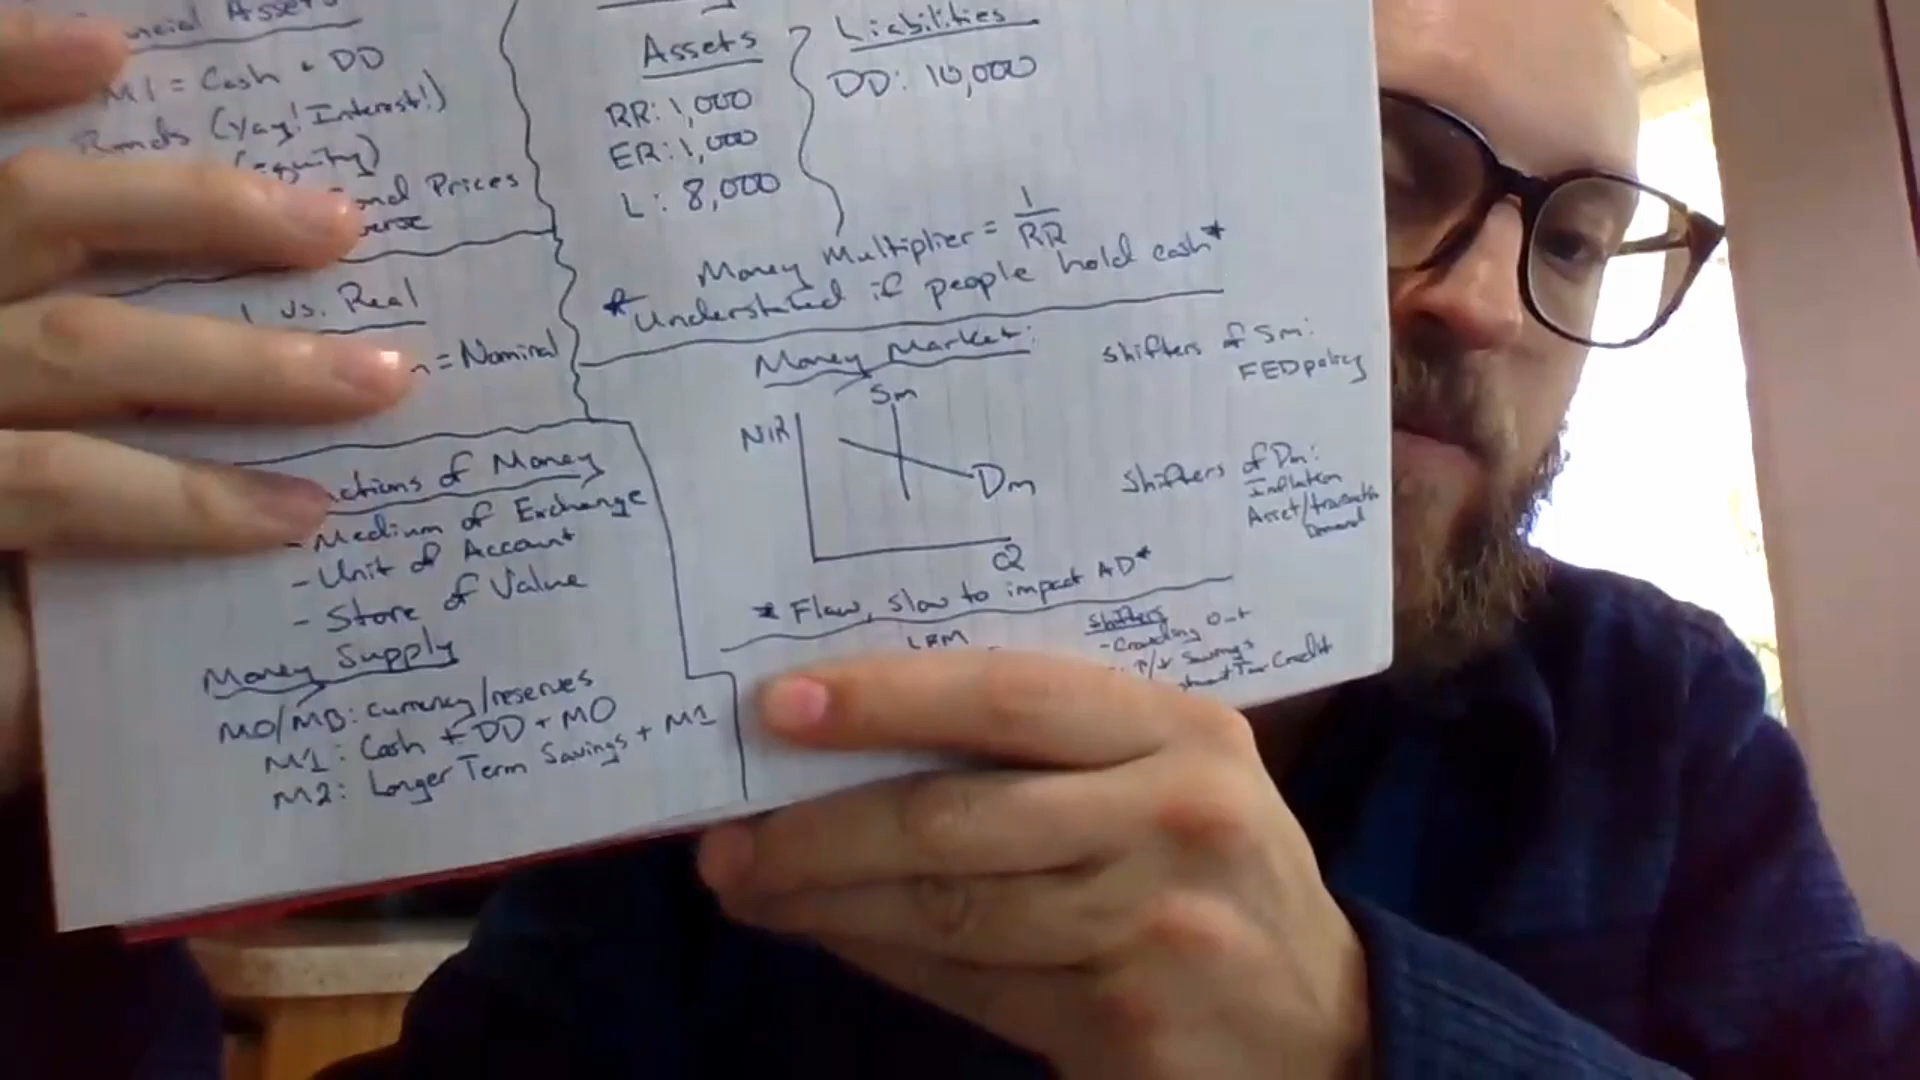 Assets
M1 = Cash + DD
(Yay! Interest!)
Prices
vs. Real
= Nominal
of Money
- Medium of Exchange
- Unit of Account
- Store of Value
Money Supply
M0/MB: currency/reserves
M1: Cash + DD + M0
M2: Longer Term Savings + M1
Assets
RR: 1,000
ER: 1,000
L: 8,000
Liabilities
DD: 10,000
Money Multiplier = 1/RR
*Understated if people hold cash*
Money Market:
Sm
NIR
Dm
Q
Shifters of Sm:
FED policy
Shifters of Dm:
Inflation
Asset/
Demand
* Flaw, slow to impact AD*
LFM
Shifters
- Crowding Out
↑/↓ Savings
Tax Credit